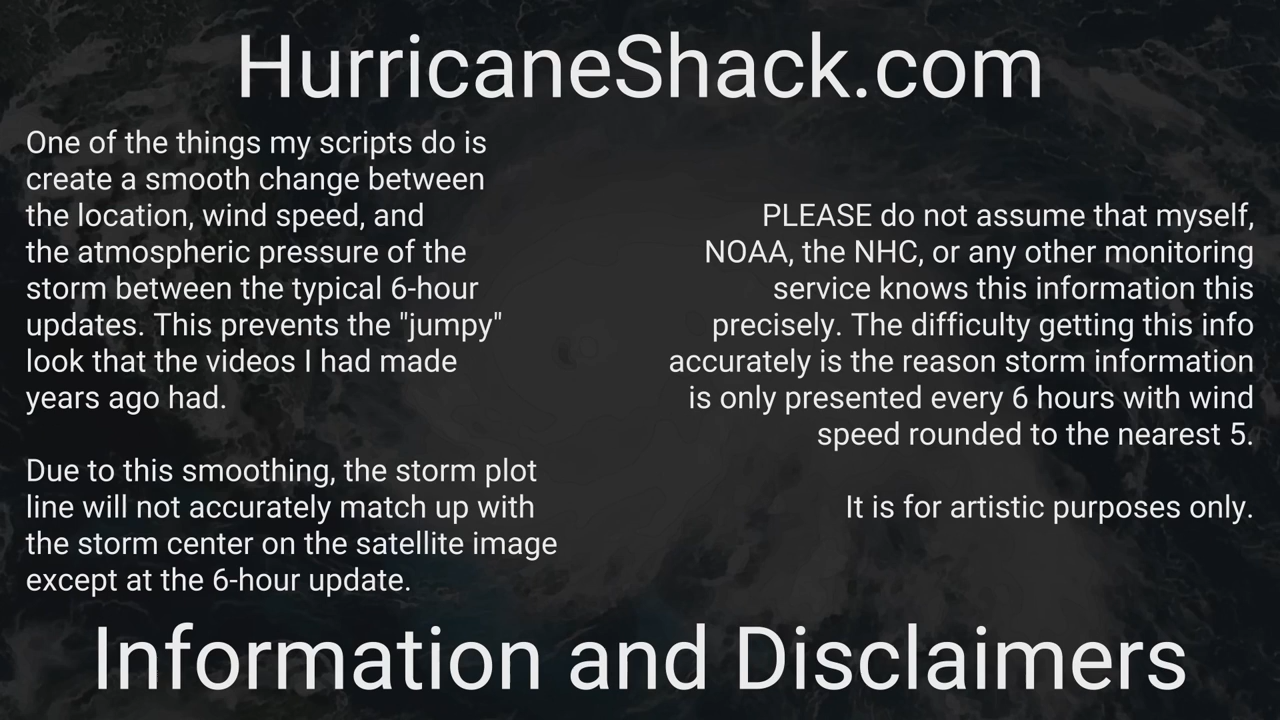 HurricaneShack.com
One of the things my scripts do is
create a smooth change between
the location, wind speed, and
the atmospheric pressure of the
storm between the typical 6-hour
updates. This prevents the "jumpy"
look that the videos I had made
years ago had.
Due to this smoothing, the storm plot
line will not accurately match up with
the storm center on the satellite image
except at the 6-hour update.
PLEASE do not assume that myself,
NOAA, the NHC, or any other monitoring
service knows this information this
precisely. The difficulty getting this info
accurately is the reason storm information
is only presented every 6 hours with wind
speed rounded to the nearest 5.
It is for artistic purposes only.
Information and Disclaimers